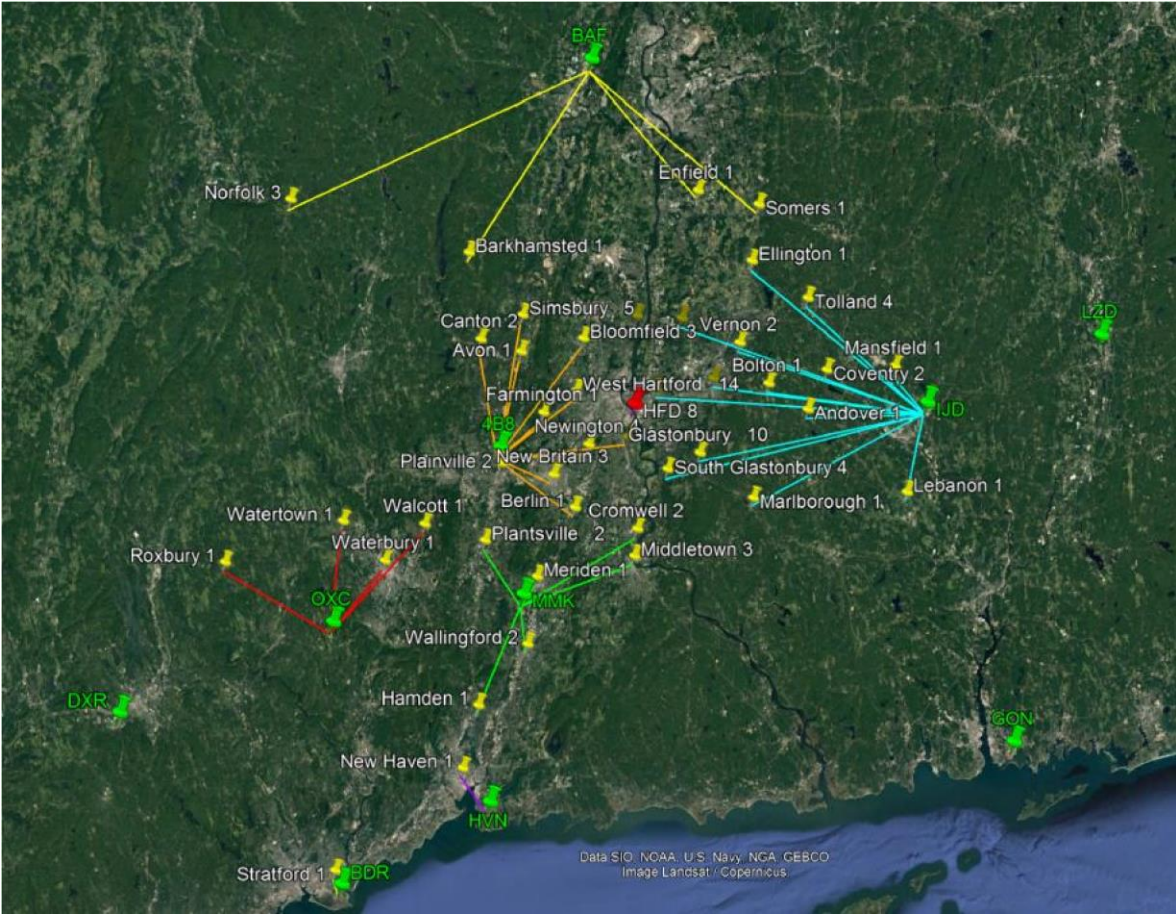 BAF
Norfolk 3
Enfield 1
Somers 1
Barkhamsted 1
Ellington 1
Tolland 4
Simsbury 5
Canton 2
Bloomfield 3
Vernon 2
LZD
Avon 1
Mansfield 1
Bolton 1
Coventry 2
West Hartford 14
Farmington 1
HFD 8
Andover 1
IJD
4B8
Newington 4
Glastonbury 10
Plainville 2
New Britain 3
South Glastonbury 4
Lebanon 1
Berlin 1
Marlborough 1
Walcott 1
Watertown 1
Cromwell 2
Plantsville 2
Waterbury 1
Roxbury 1
Middletown 3
Meriden 1
OXC
MMK
Wallingford 2
DXR
Hamden 1
GON
New Haven 1
HVN
Data SIO, NOAA, U.S. Navy, NGA, GEBCO
Image Landsat / Copernicus
Stratford 1
BDR